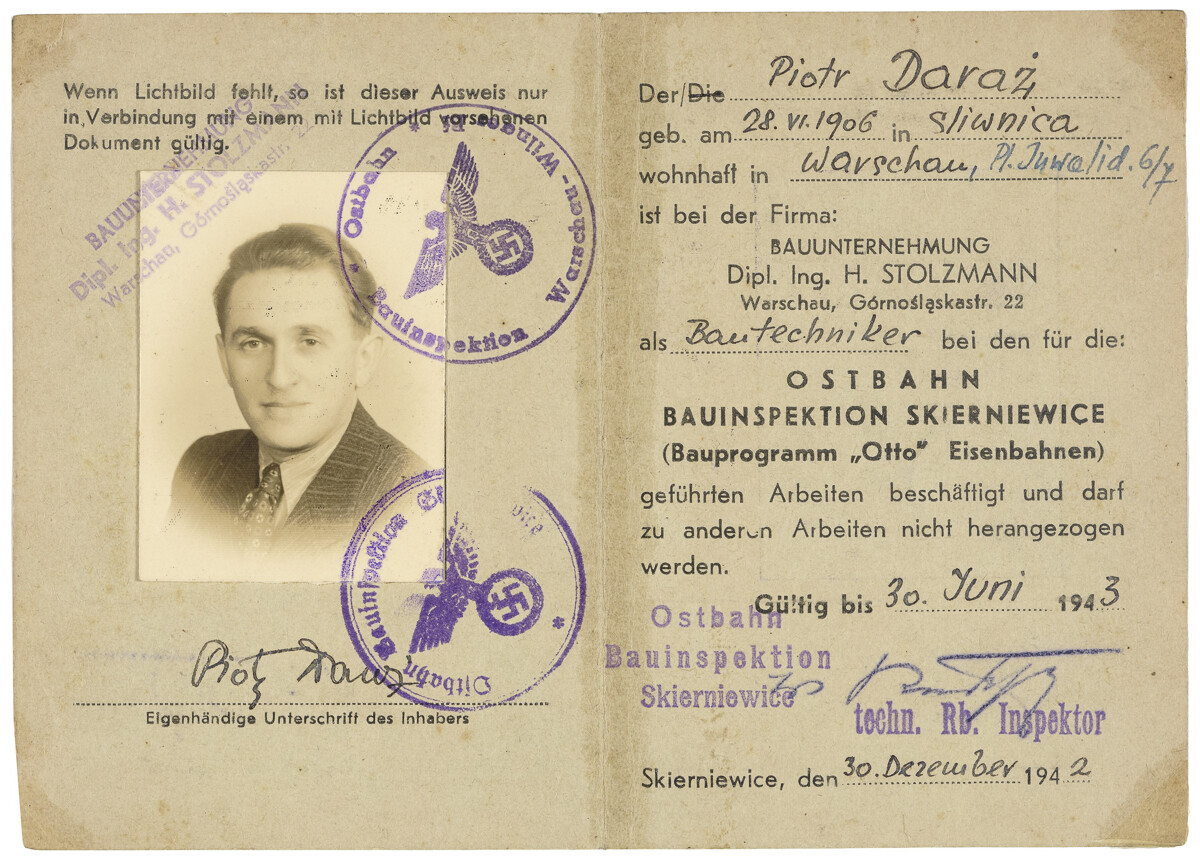 Wenn Lichtbild fehlt, so ist dieser Ausweis nur
in Verbindung mit einem mit Lichtbild versehenen
Dokument gültig.
BAUUNTERNEHMUNG
Dipl. Ing. H. STOLZMANN
Warschau, Górnośląskastr. 22
* Ostbahn * Bauinspektion Warschau-Wilnaer Bf.
Ostbahn Bauinspektion
Piotr Daraż
Eigenhändige Unterschrift des Inhabers
Der/Die Piotr Daraż
geb. am 28.VI.1906 in Sliwnica
wohnhaft in Warschau, Pl. Inwalid. 6/7
ist bei der Firma:
BAUUNTERNEHMUNG
Dipl. Ing. H. STOLZMANN
Warschau, Górnośląskastr. 22
als Bautechniker bei den für die:
OSTBAHN
BAUINSPEKTION SKIERNIEWICE
(Bauprogramm „Otto" Eisenbahnen)
geführten Arbeiten beschäftigt und darf
zu anderen Arbeiten nicht herangezogen
werden.
Gültig bis 30. Juni 1943
Ostbahn
Bauinspektion
Skierniewice
techn. Rb. Inspektor
Skierniewice, den 30. Dezember 1942